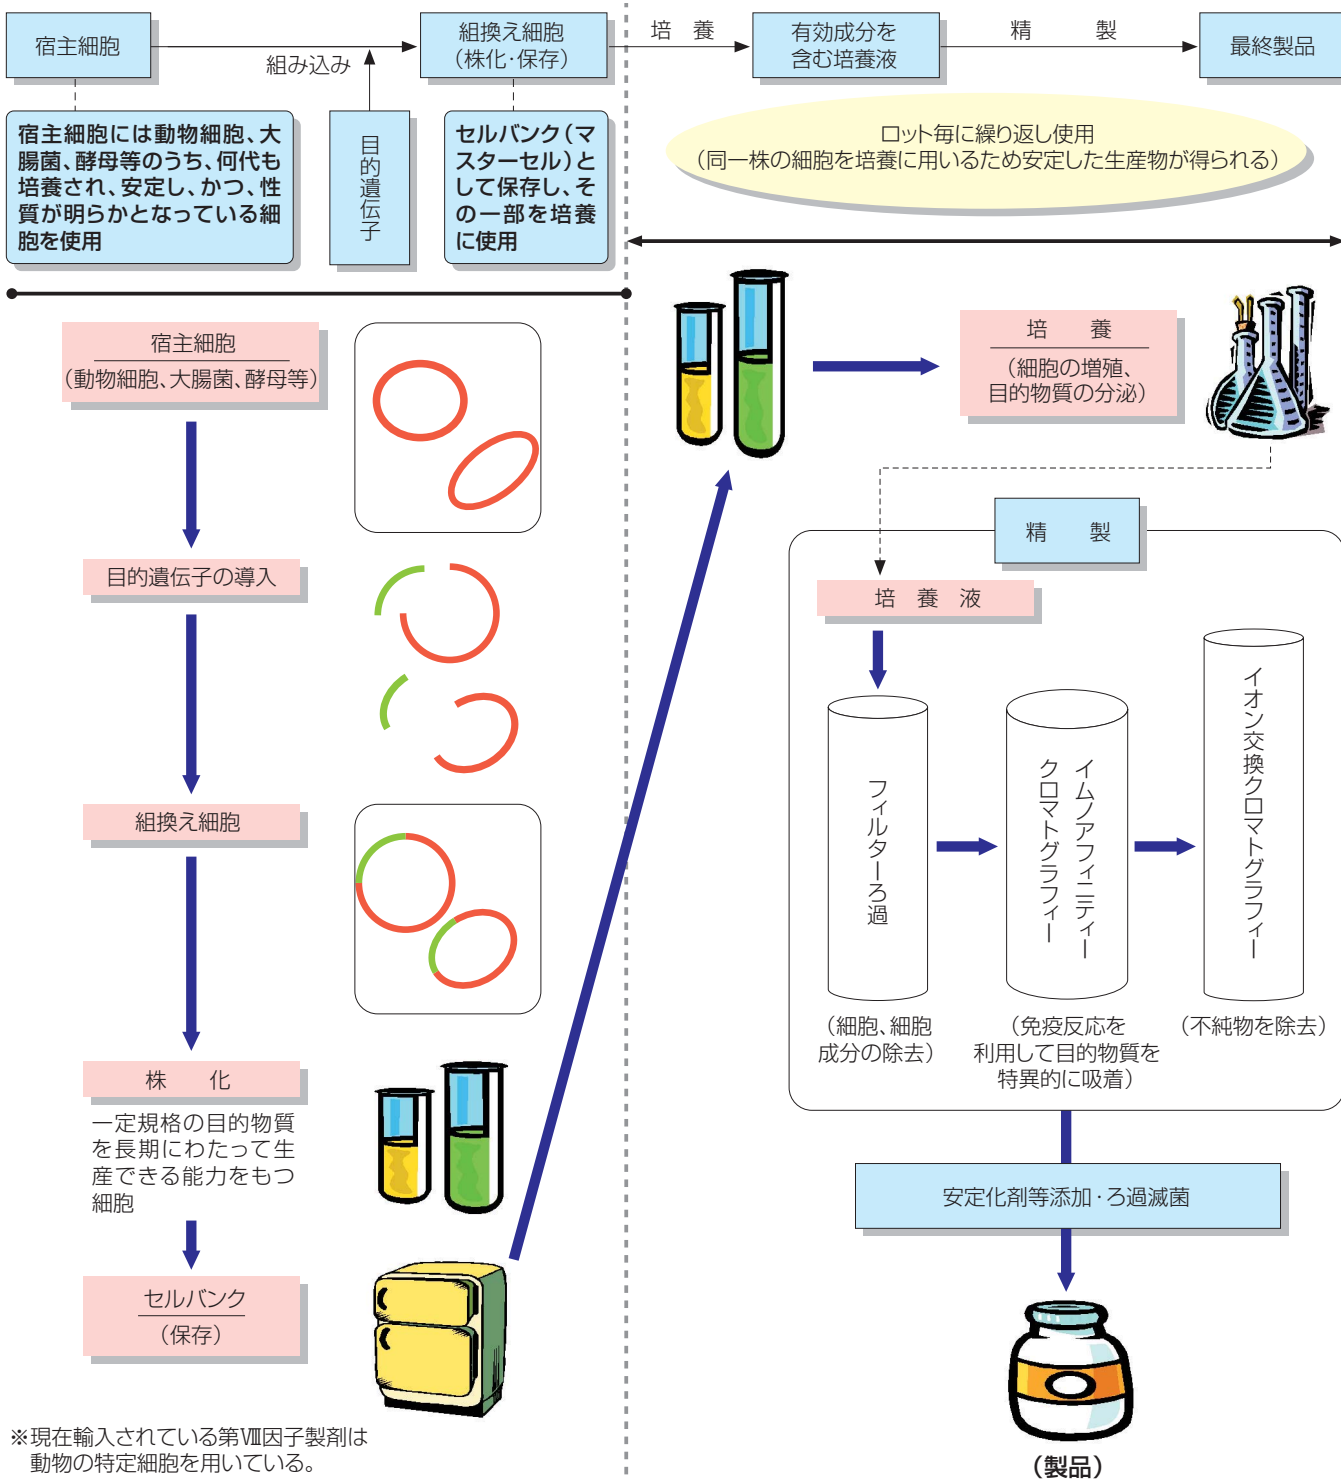 宿主細胞
組み込み
組換え細胞
(株化・保存)
培　養
有効成分を
含む培養液
精　　製
最終製品
宿主細胞には動物細胞、大
腸菌、酵母等のうち、何代も
培養され、安定し、かつ、性
質が明らかとなっている細
胞を使用
目的遺伝子
セルバンク(マ
スターセル)と
して保存し、そ
の一部を培養
に使用
ロット毎に繰り返し使用
(同一株の細胞を培養に用いるため安定した生産物が得られる)
宿主細胞
(動物細胞、大腸菌、酵母等)
目的遺伝子の導入
組換え細胞
株　　化
一定規格の目的物質
を長期にわたって生
産できる能力をもつ
細胞
セルバンク
(保存)
※現在輸入されている第Ⅷ因子製剤は
動物の特定細胞を用いている。
培　　養
(細胞の増殖、
目的物質の分泌)
精　　製
培　養　液
フィルターろ過
(細胞、細胞
成分の除去)
イムノアフィニティー
クロマトグラフィー
(免疫反応を
利用して目的物質を
特異的に吸着)
イオン交換クロマトグラフィー
(不純物を除去)
安定化剤等添加・ろ過滅菌
(製品)